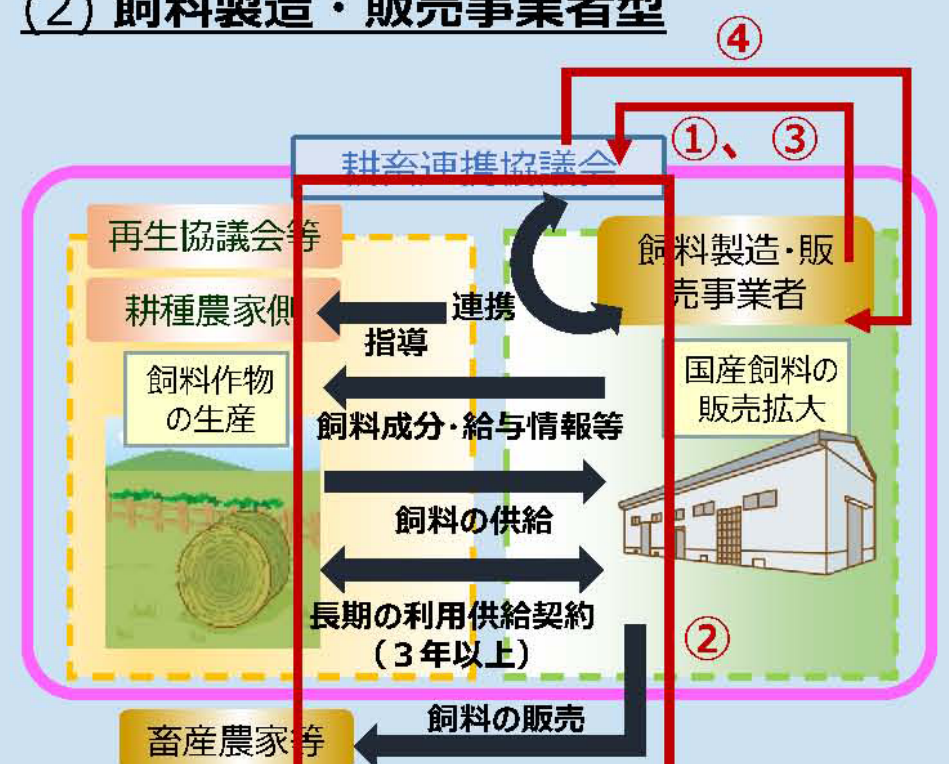 (2) 飼料製造・販売事業者型
④
①、③
耕畜連携協議会
再生協議会等
飼料製造・販
売事業者
耕種農家側
連携
指導
飼料作物
の生産
国産飼料の
販売拡大
飼料成分・給与情報等
飼料の供給
長期の利用供給契約
(3年以上)
②
飼料の販売
畜産農家等